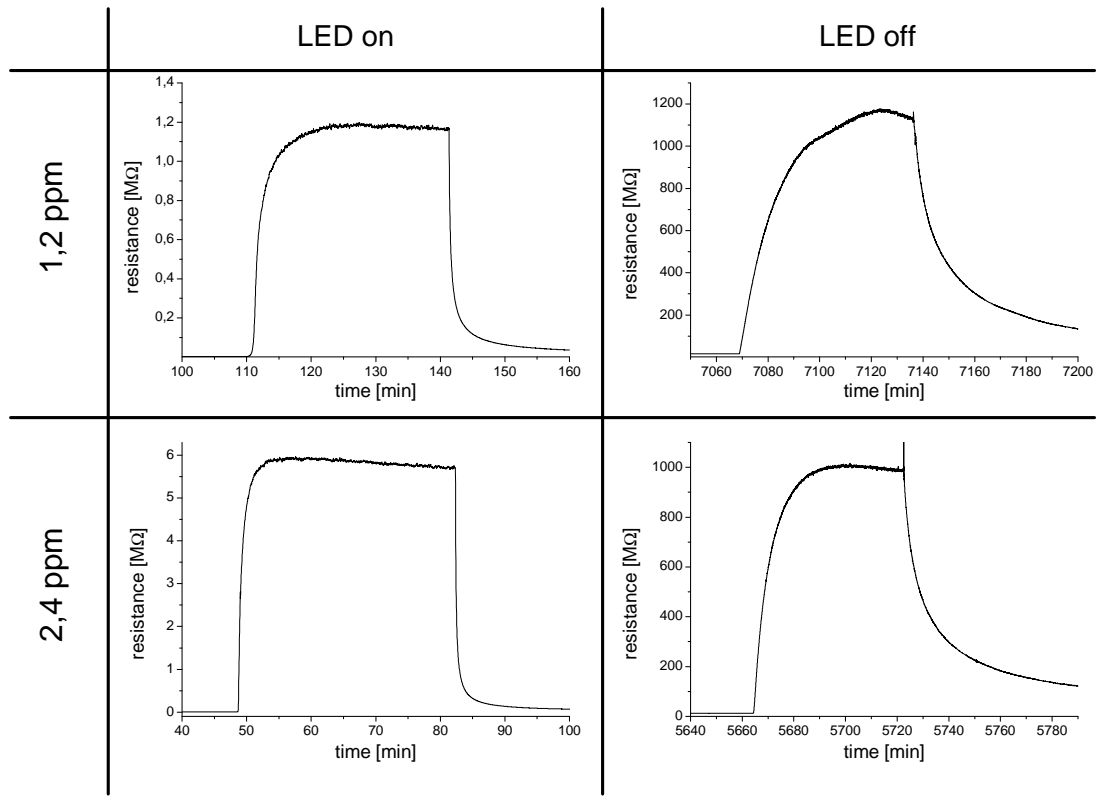 LED on
LED off
1,2 ppm
1,4
1,2
1,0
0,8
0,6
0,4
0,2
resistance [MΩ]
100 110 120 130 140 150 160
time [min]
1200
1000
800
600
400
200
resistance [MΩ]
7060 7080 7100 7120 7140 7160 7180 7200
time [min]
2,4 ppm
6
5
4
3
2
1
0
resistance [MΩ]
40 50 60 70 80 90 100
time [min]
1000
800
600
400
200
0
resistance [MΩ]
5640 5660 5680 5700 5720 5740 5760 5780
time [min]